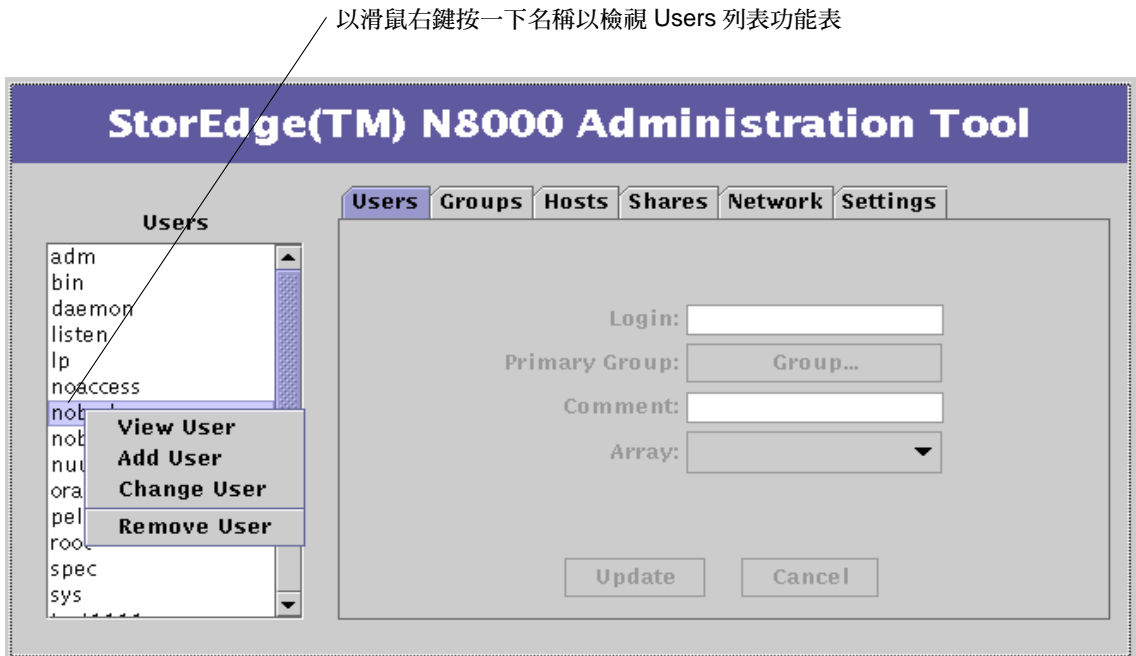 以滑鼠右鍵按一下名稱以檢視 Users 列表功能表
StorEdge(TM) N8000 Administration Tool
Users
Users Groups Hosts Shares Network Settings
adm
bin
daemon
listen
lp
noaccess
View User
Add User
Change User
Remove User
root
spec
sys
Login:
Primary Group: Group...
Comment:
Array:
Update Cancel